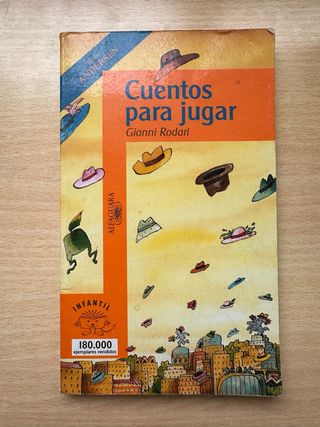 ANDERSEN
Cuentos
para jugar
Gianni Rodari
ALFAGUARA
INFANTIL
180.000
ejemplares vendidos